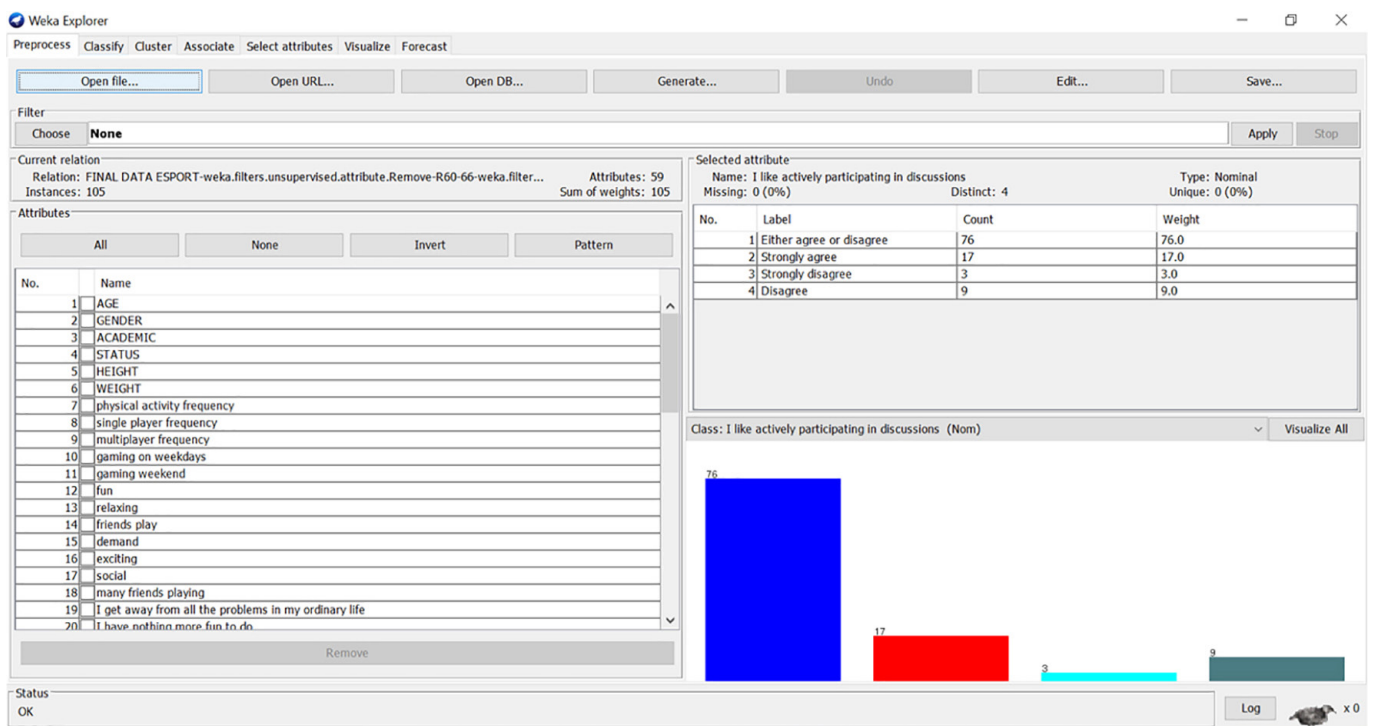 Weka Explorer
Preprocess Classify Cluster Associate Select attributes Visualize Forecast
Open file... Open URL... Open DB... Generate... Undo Edit... Save...
Filter
Choose None Apply Stop
Current relation
Relation: FINAL DATA ESPORT-weka.filters.unsupervised.attribute.Remove-R60-66-weka.filter... Attributes: 59
Instances: 105 Sum of weights: 105
Attributes
All None Invert Pattern
No. Name
1 AGE
2 GENDER
3 ACADEMIC
4 STATUS
5 HEIGHT
6 WEIGHT
7 physical activity frequency
8 single player frequency
9 multiplayer frequency
10 gaming on weekdays
11 gaming weekend
12 fun
13 relaxing
14 friends play
15 demand
16 exciting
17 social
18 many friends playing
19 I get away from all the problems in my ordinary life
20 I have nothing more fun to do
Remove
Selected attribute
Name: I like actively participating in discussions Type: Nominal
Missing: 0 (0%) Distinct: 4 Unique: 0 (0%)
No. Label Count Weight
1 Either agree or disagree 76 76.0
2 Strongly agree 17 17.0
3 Strongly disagree 3 3.0
4 Disagree 9 9.0
Class: I like actively participating in discussions (Nom) Visualize All
76
17
3
9
Status
OK Log x 0